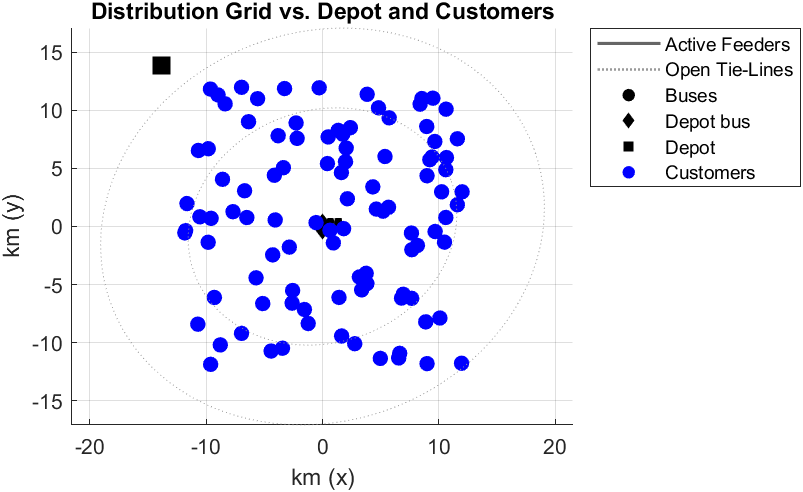 Distribution Grid vs. Depot and Customers
km (y)
15
10
5
0
-5
-10
-15
-20
-10
0
10
20
km (x)
Active Feeders
Open Tie-Lines
Buses
Depot bus
Depot
Customers